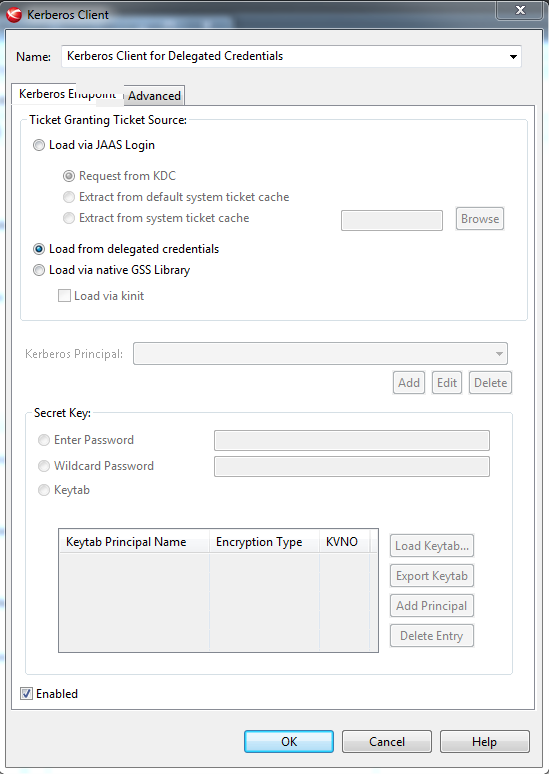 Kerberos Client
Name: Kerberos Client for Delegated Credentials
Kerberos Endpoint Advanced
Ticket Granting Ticket Source:
Load via JAAS Login
Request from KDC
Extract from default system ticket cache
Extract from system ticket cache Browse
Load from delegated credentials
Load via native GSS Library
Load via kinit
Kerberos Principal:
Add Edit Delete
Secret Key:
Enter Password
Wildcard Password
Keytab
Keytab Principal Name Encryption Type KVNO
Load Keytab...
Export Keytab
Add Principal
Delete Entry
Enabled
OK Cancel Help